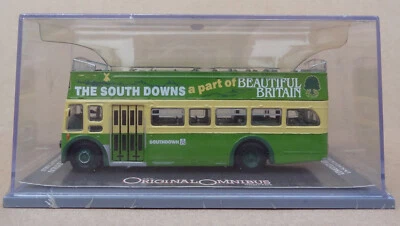 THE SOUTH DOWNS a part of BEAUTIFUL BRITAIN
SOUTHDOWN
ORIGINAL OMNIBUS